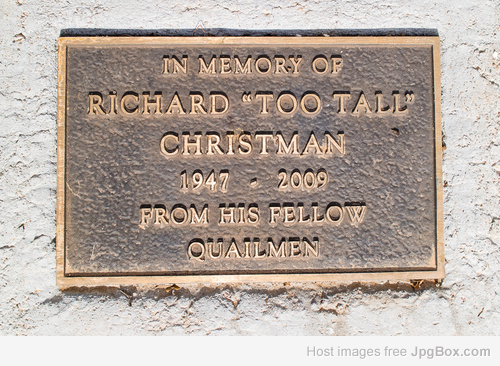 IN MEMORY OF
RICHARD "TOO TALL"
CHRISTMAN
1947 - 2009
FROM HIS FELLOW
QUAILMEN
Host images free JpgBox.com